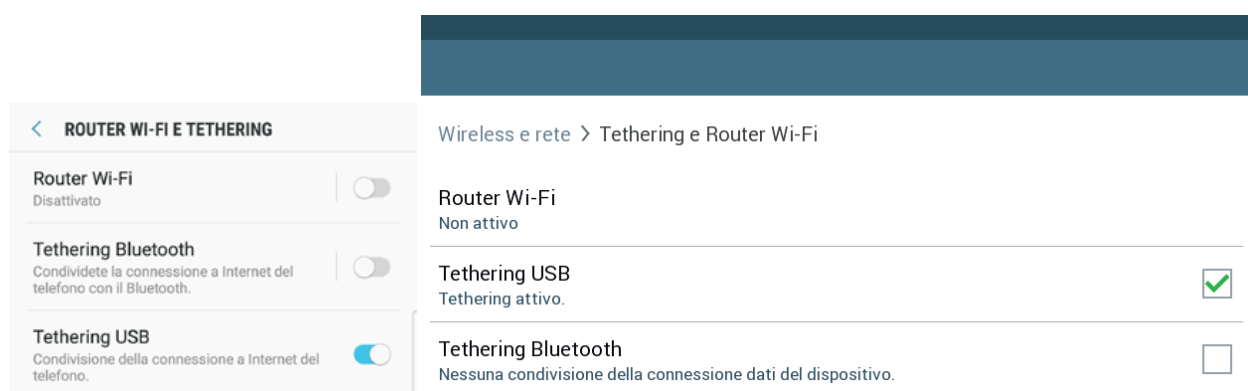 ROUTER WI-FI E TETHERING
Router Wi-Fi
Disattivato
Tethering Bluetooth
Condividete la connessione a Internet del
telefono con il Bluetooth.
Tethering USB
Condivisione della connessione a Internet del
telefono.
Wireless e rete > Tethering e Router Wi-Fi
Router Wi-Fi
Non attivo
Tethering USB
Tethering attivo.
Tethering Bluetooth
Nessuna condivisione della connessione dati del dispositivo.